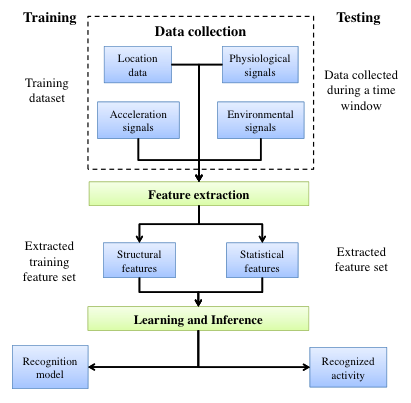 Training
Testing
Data collection
Location
data
Physiological
signals
Training
dataset
Data collected
during a time
window
Acceleration
signals
Environmental
signals
Feature extraction
Extracted
training
feature set
Structural
features
Statistical
features
Extracted
feature set
Learning and Inference
Recognition
model
Recognized
activity